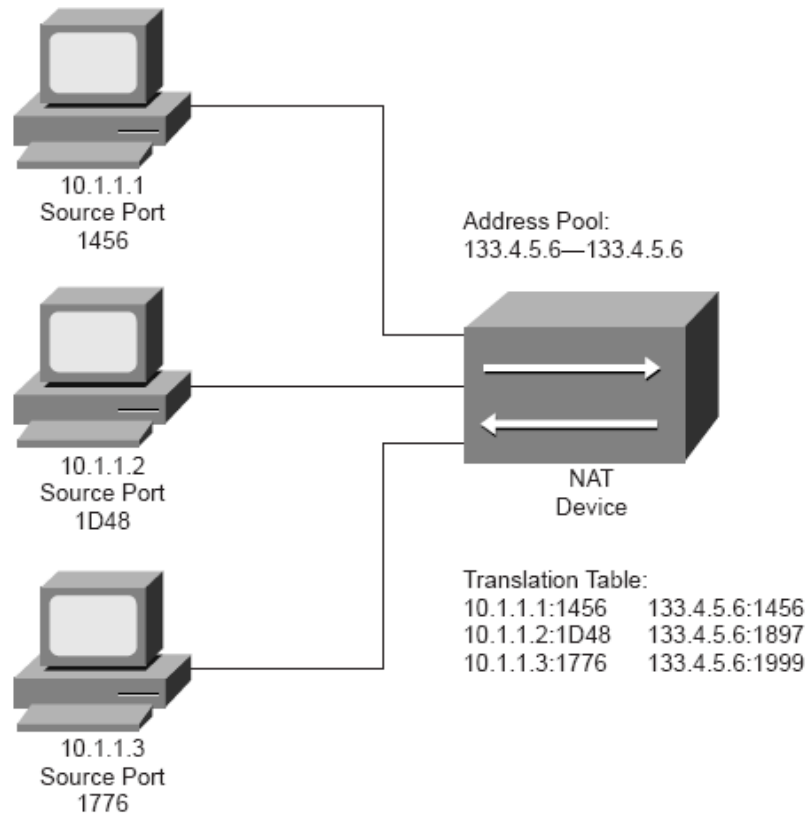 10.1.1.1
Source Port
1456
Address Pool:
133.4.5.6—133.4.5.6
10.1.1.2
Source Port
1D48
NAT
Device
Translation Table:
10.1.1.1:1456 133.4.5.6:1456
10.1.1.2:1D48 133.4.5.6:1897
10.1.1.3:1776 133.4.5.6:1999
10.1.1.3
Source Port
1776